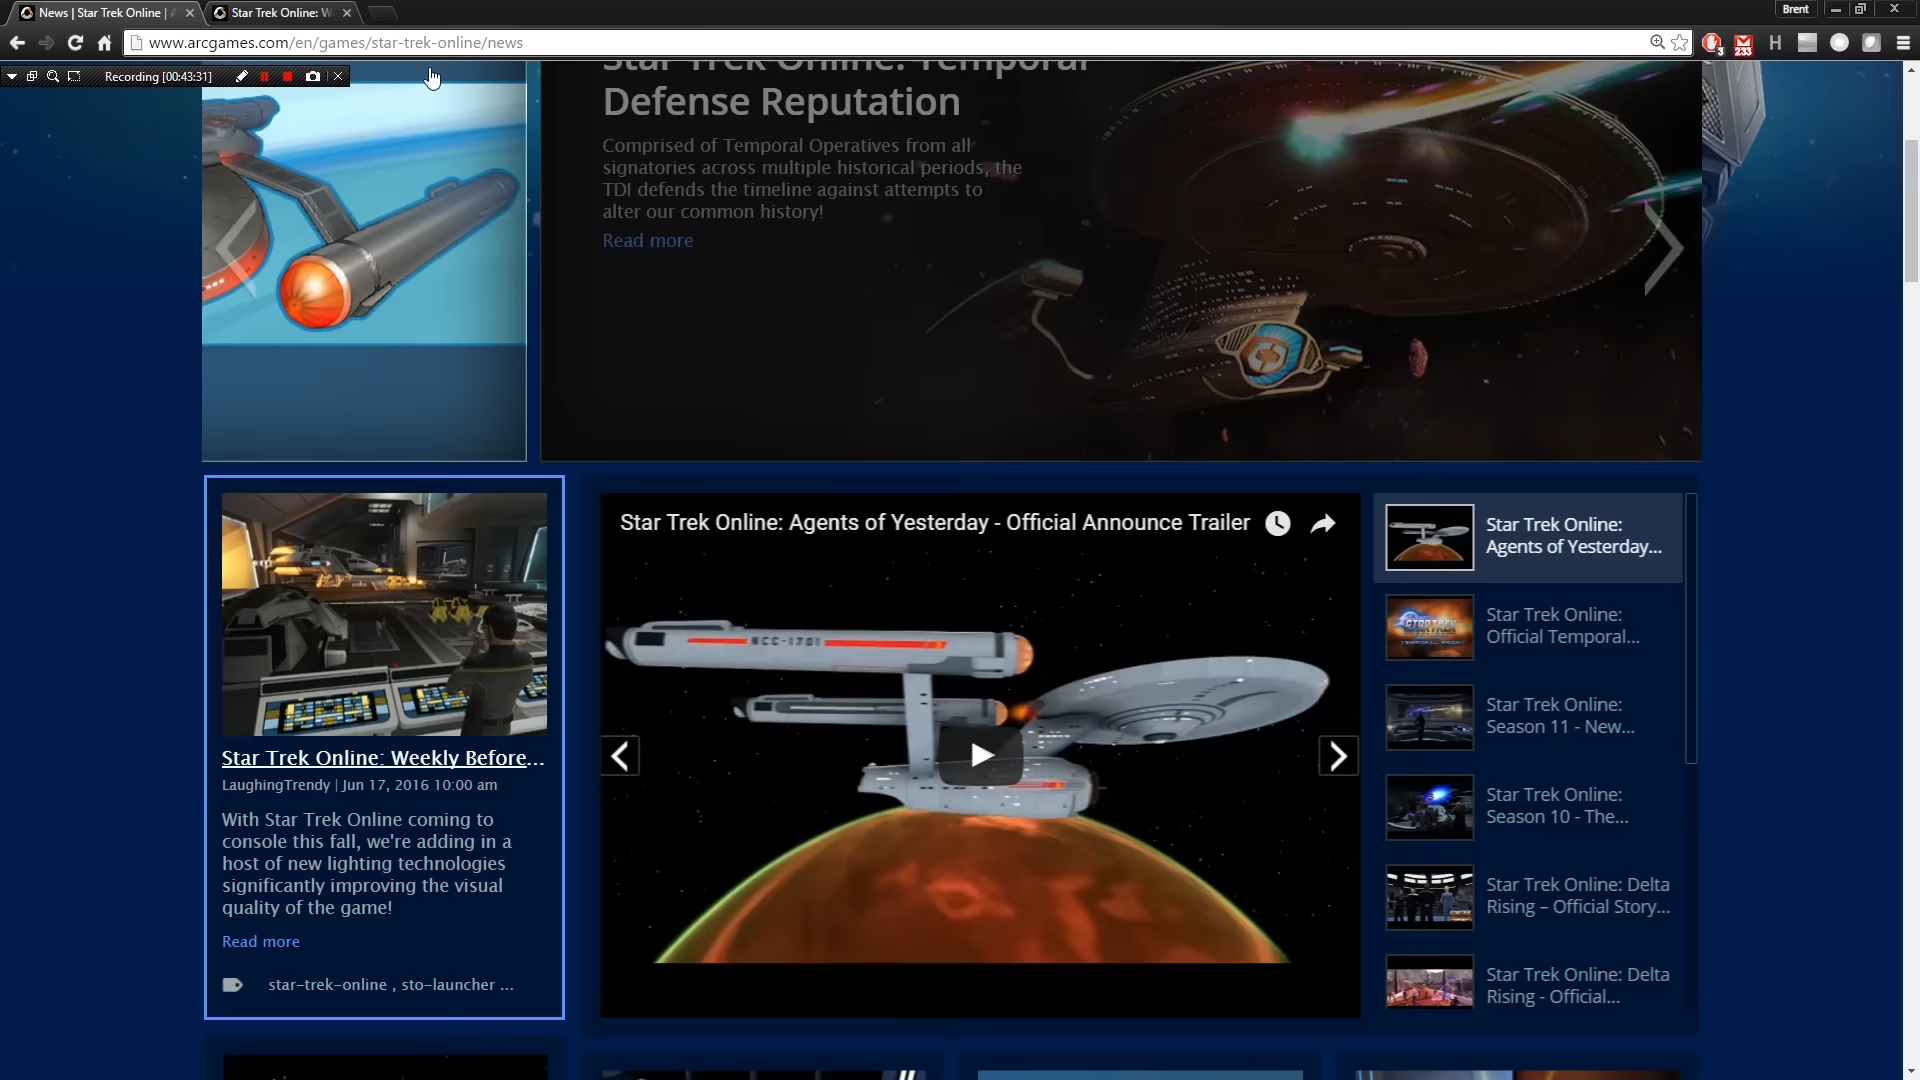 News | Star Trek Online | A
Star Trek Online: W
Brent
www.arcgames.com/en/games/star-trek-online/news
3
233
H
Recording [00:43:31]
Star Trek Online: Temporal
Defense Reputation
Comprised of Temporal Operatives from all
signatories across multiple historical periods, the
TDI defends the timeline against attempts to
alter our common history!
Read more
Star Trek Online: Weekly Before...
LaughingTrendy | Jun 17, 2016 10:00 am
With Star Trek Online coming to
console this fall, we're adding in a
host of new lighting technologies
significantly improving the visual
quality of the game!
Read more
star-trek-online , sto-launcher ...
Star Trek Online: Agents of Yesterday - Official Announce Trailer
NCC-1701
Star Trek Online:
Agents of Yesterday...
Star Trek Online:
Official Temporal...
Star Trek Online:
Season 11 - New...
Star Trek Online:
Season 10 - The...
Star Trek Online: Delta
Rising – Official Story...
Star Trek Online: Delta
Rising - Official...